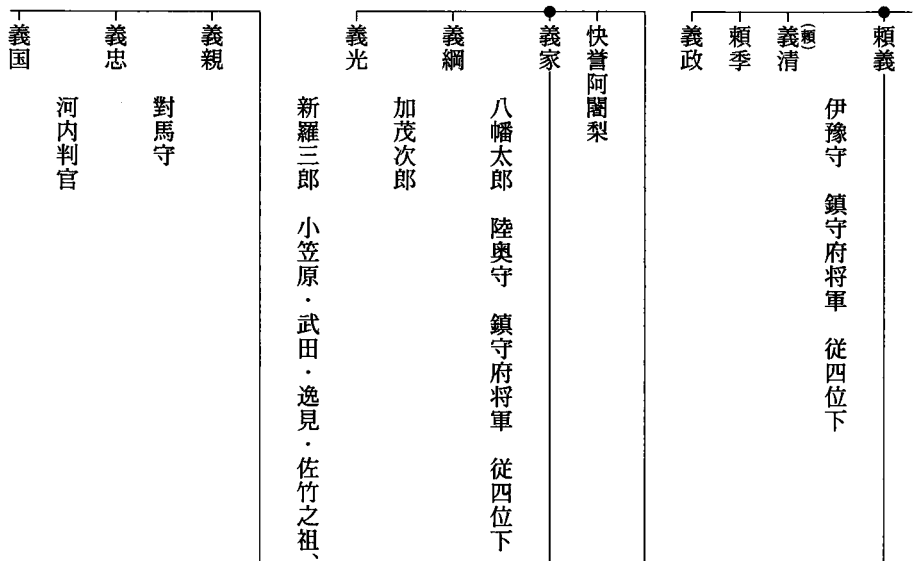 頼義
伊豫守　鎮守府将軍　従四位下
義清
(頼)
頼季
義政
快誉阿闍梨
義家
八幡太郎　陸奥守　鎮守府将軍　従四位下
義綱
加茂次郎
義光
新羅三郎　小笠原・武田・逸見・佐竹之祖、
義親
對馬守
義忠
河内判官
義国